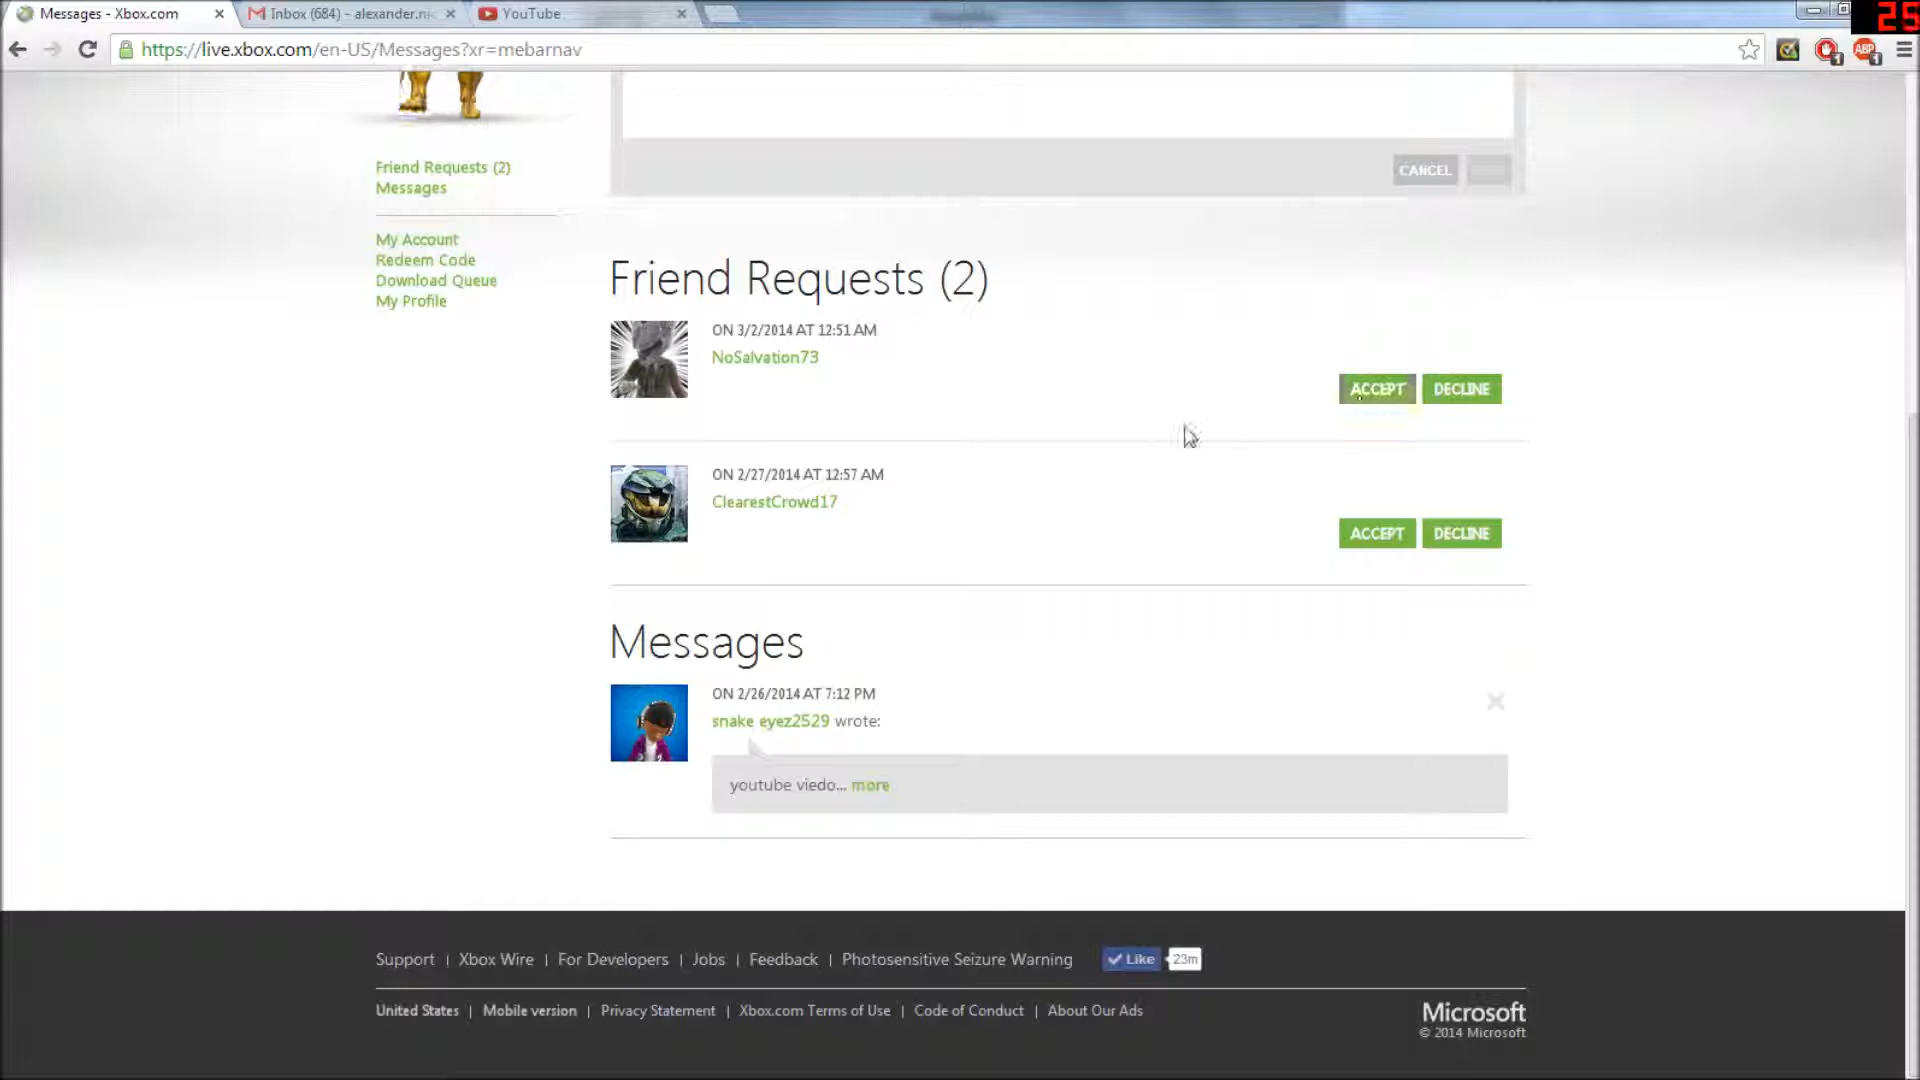 Messages - Xbox.com
Inbox (684) - alexander.ni
YouTube
25
https://live.xbox.com/en-US/Messages?xr=mebarnav
ABP
1
1
CANCEL
Friend Requests (2)
Messages
My Account
Redeem Code
Download Queue
My Profile
Friend Requests (2)
ON 3/2/2014 AT 12:51 AM
NoSalvation73
ACCEPT DECLINE
ON 2/27/2014 AT 12:57 AM
ClearestCrowd17
ACCEPT DECLINE
Messages
ON 2/26/2014 AT 7:12 PM
snake eyez2529 wrote:
youtube viedo... more
Support | Xbox Wire | For Developers | Jobs | Feedback | Photosensitive Seizure Warning Like 23m
United States | Mobile version | Privacy Statement | Xbox.com Terms of Use | Code of Conduct | About Our Ads
Microsoft
© 2014 Microsoft